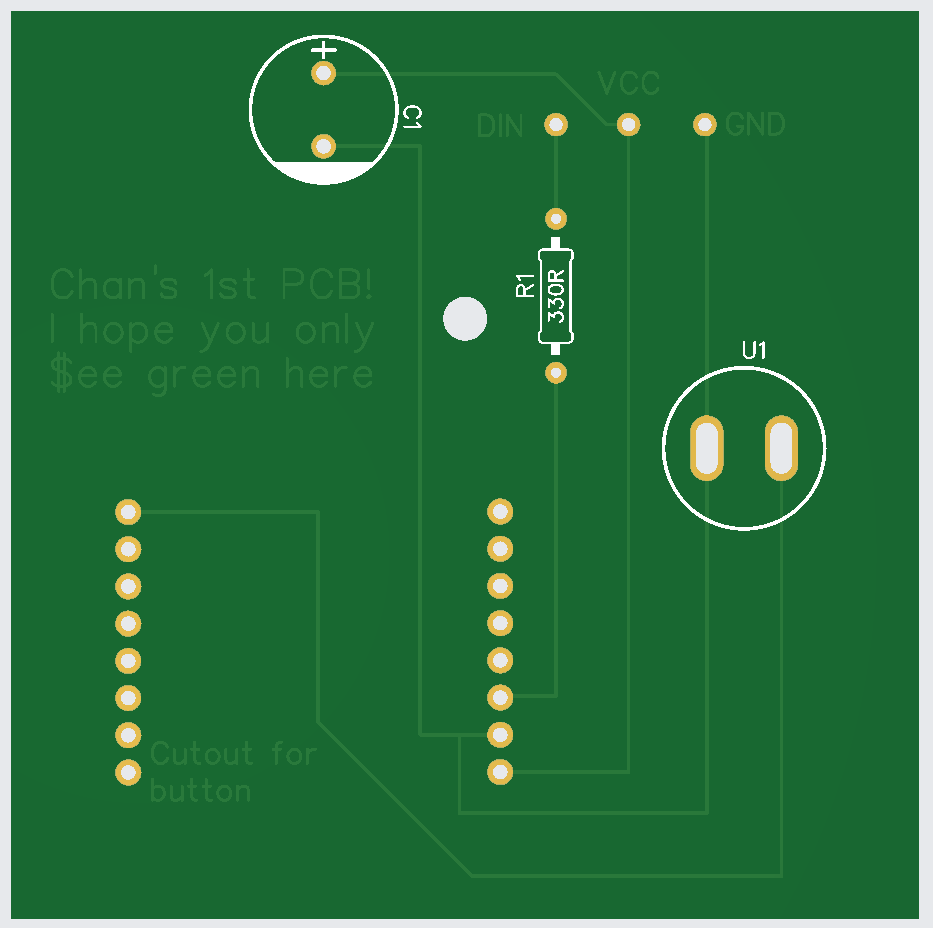 +
C1
VCC
DIN
GND
Chan's 1st PCB!
I hope you only
$ee green here
R1
330R
U1
Cutout for
button